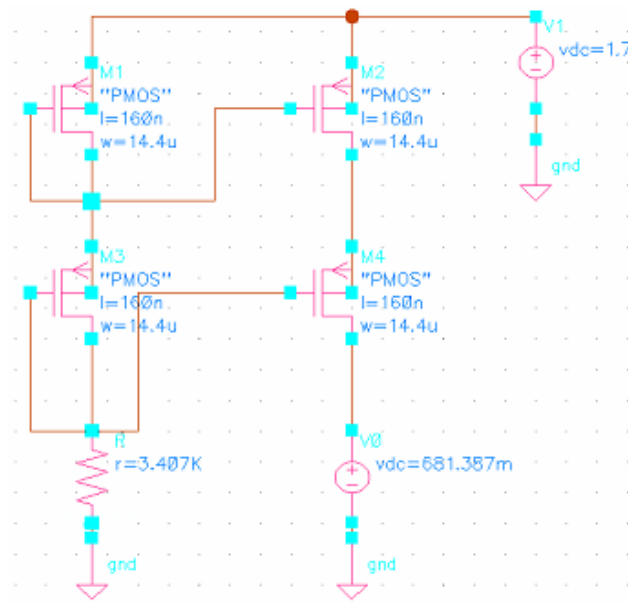 V1
vdc=1.7
M1
"PMOS"
l=160n
w=14.4u
M2
"PMOS"
l=160n
w=14.4u
gnd
M3
"PMOS"
l=160n
w=14.4u
M4
"PMOS"
l=160n
w=14.4u
R
r=3.407K
V0
vdc=681.387m
gnd
gnd